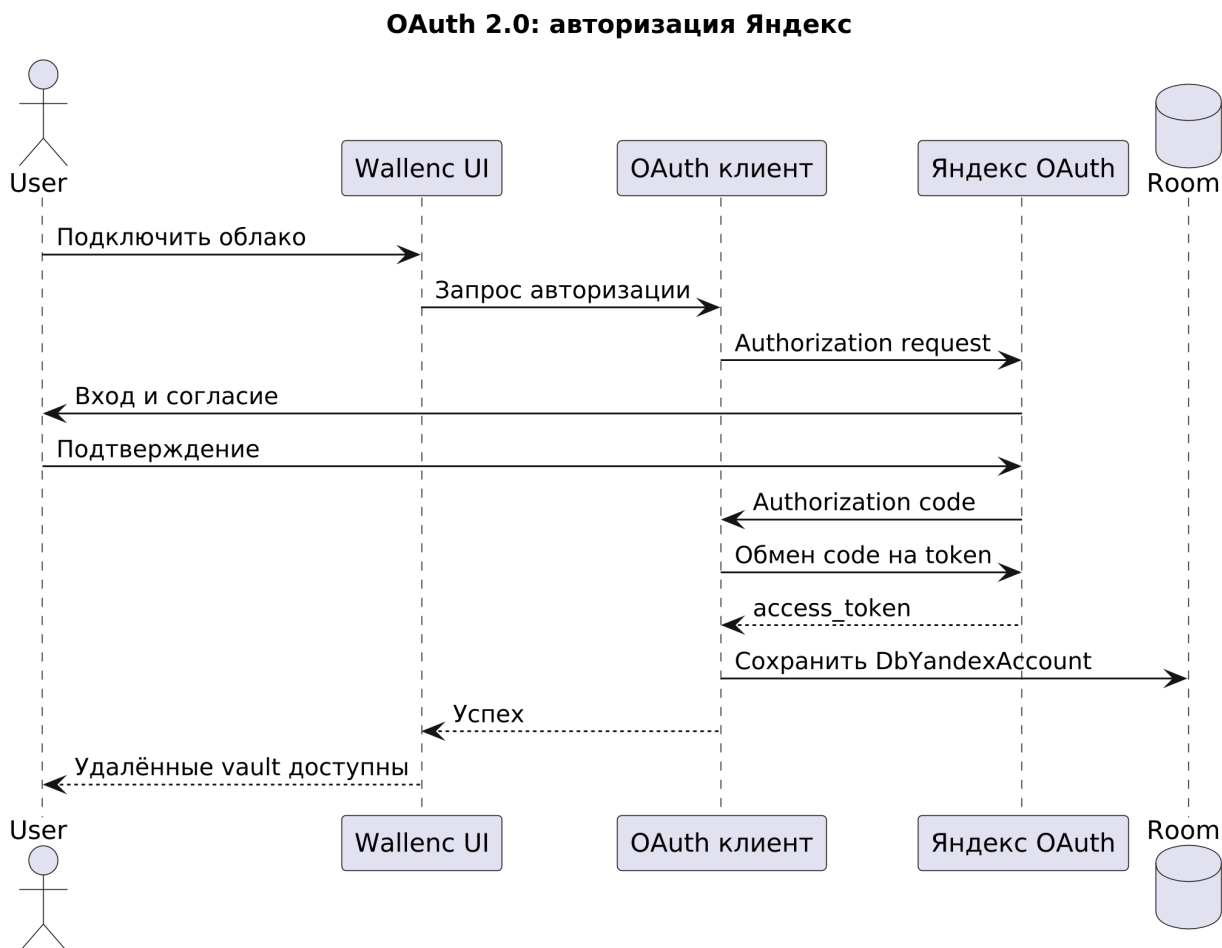 OAuth 2.0: авторизация Яндекс
User
Wallenc UI
OAuth клиент
Яндекс OAuth
Room
Подключить облако
Запрос авторизации
Authorization request
Вход и согласие
Подтверждение
Authorization code
Обмен code на token
access_token
Сохранить DbYandexAccount
Успех
Удалённые vault доступны
User
Wallenc UI
OAuth клиент
Яндекс OAuth
Room